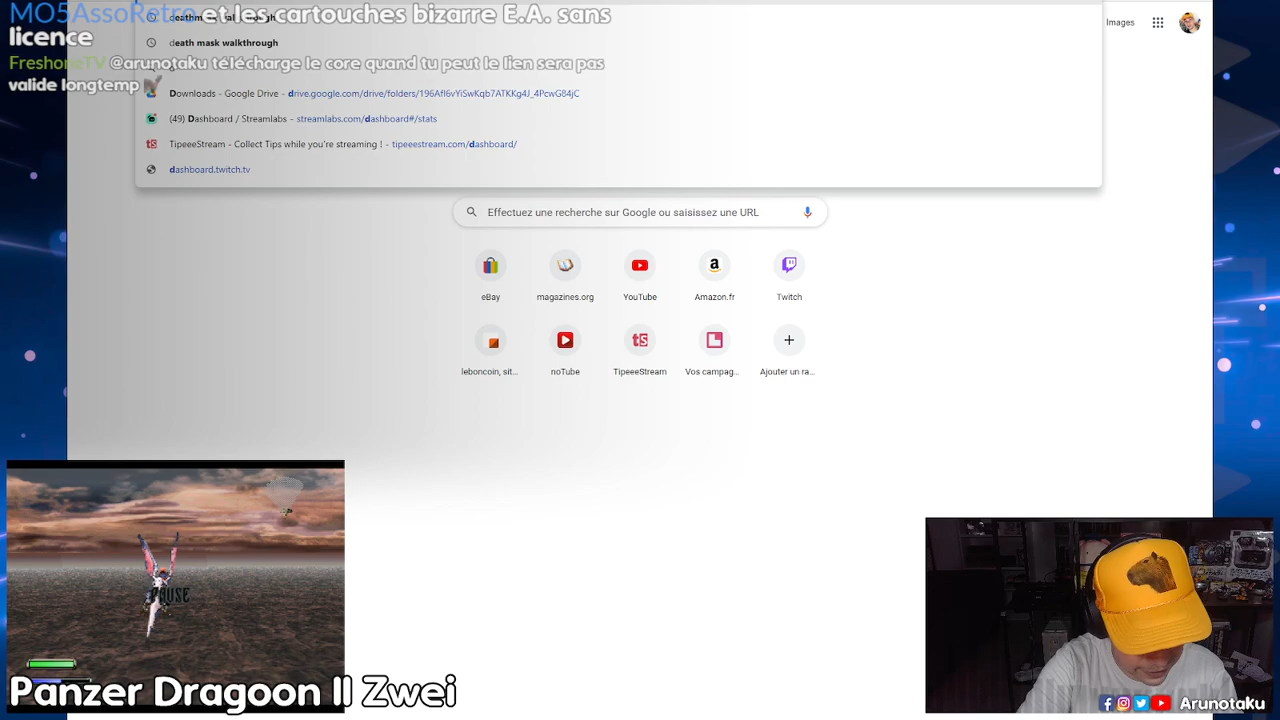 MO5AssoRetro et les cartouches bizarre E.A. sans
licence
FreshoneTV @arunotaku télécharge le core quand tu peut le lien sera pas
valide longtemp
death mask walkthrough
Downloads - Google Drive - drive.google.com/drive/folders/196AfI6vYiSwKqb7ATKKg4J_4PcwG84jC
(49) Dashboard / Streamlabs - streamlabs.com/dashboard#/stats
TipeeeStream - Collect Tips while you're streaming ! - tipeeestream.com/dashboard/
dashboard.twitch.tv
Images
Effectuez une recherche sur Google ou saisissez une URL
eBay
magazines.org
YouTube
Amazon.fr
Twitch
leboncoin, sit...
noTube
TipeeeStream
Vos campag...
Ajouter un ra...
PAUSE
Panzer Dragoon II Zwei
Arunotaku